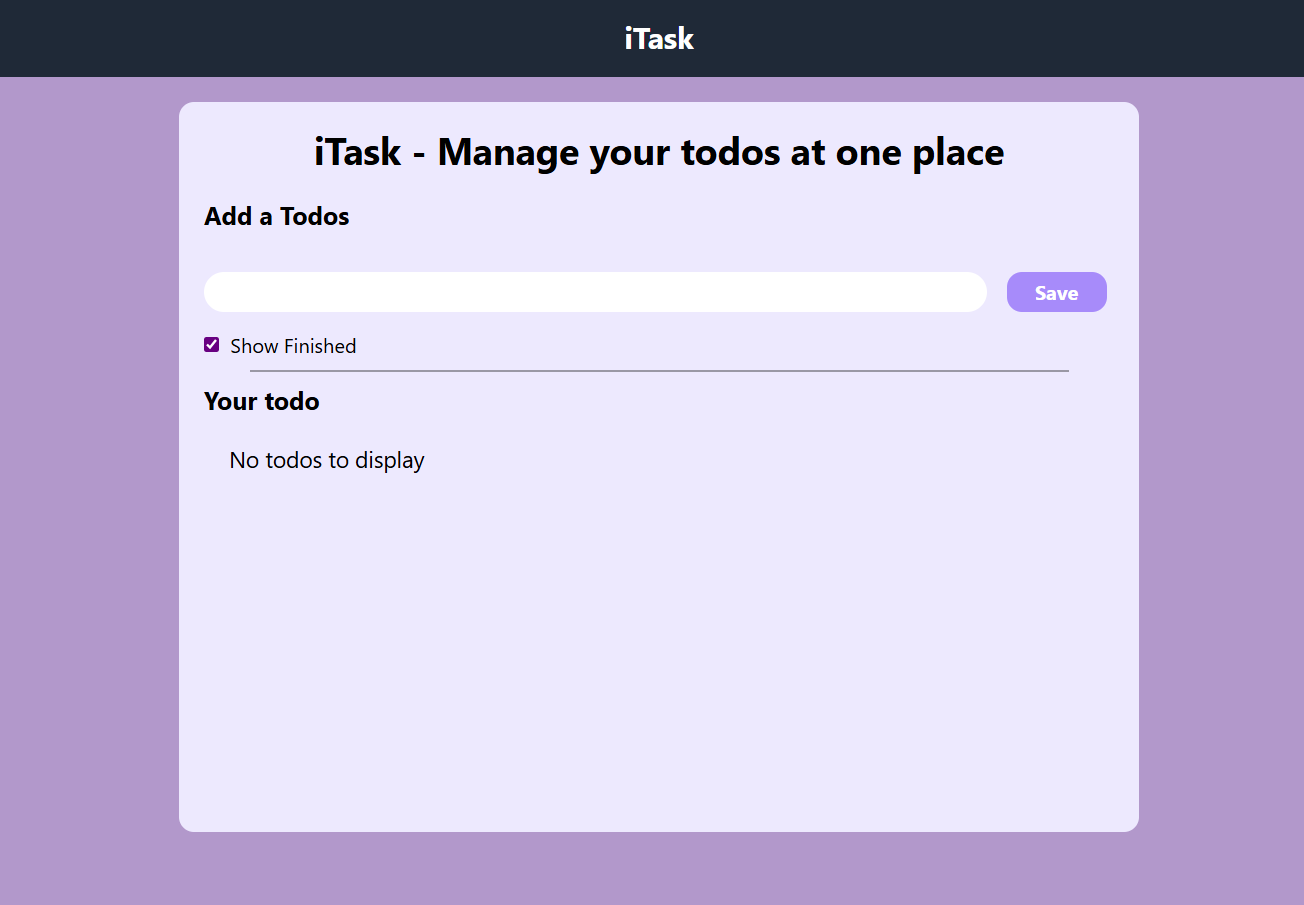 iTask
iTask - Manage your todos at one place
Add a Todos
Save
Show Finished
Your todo
No todos to display